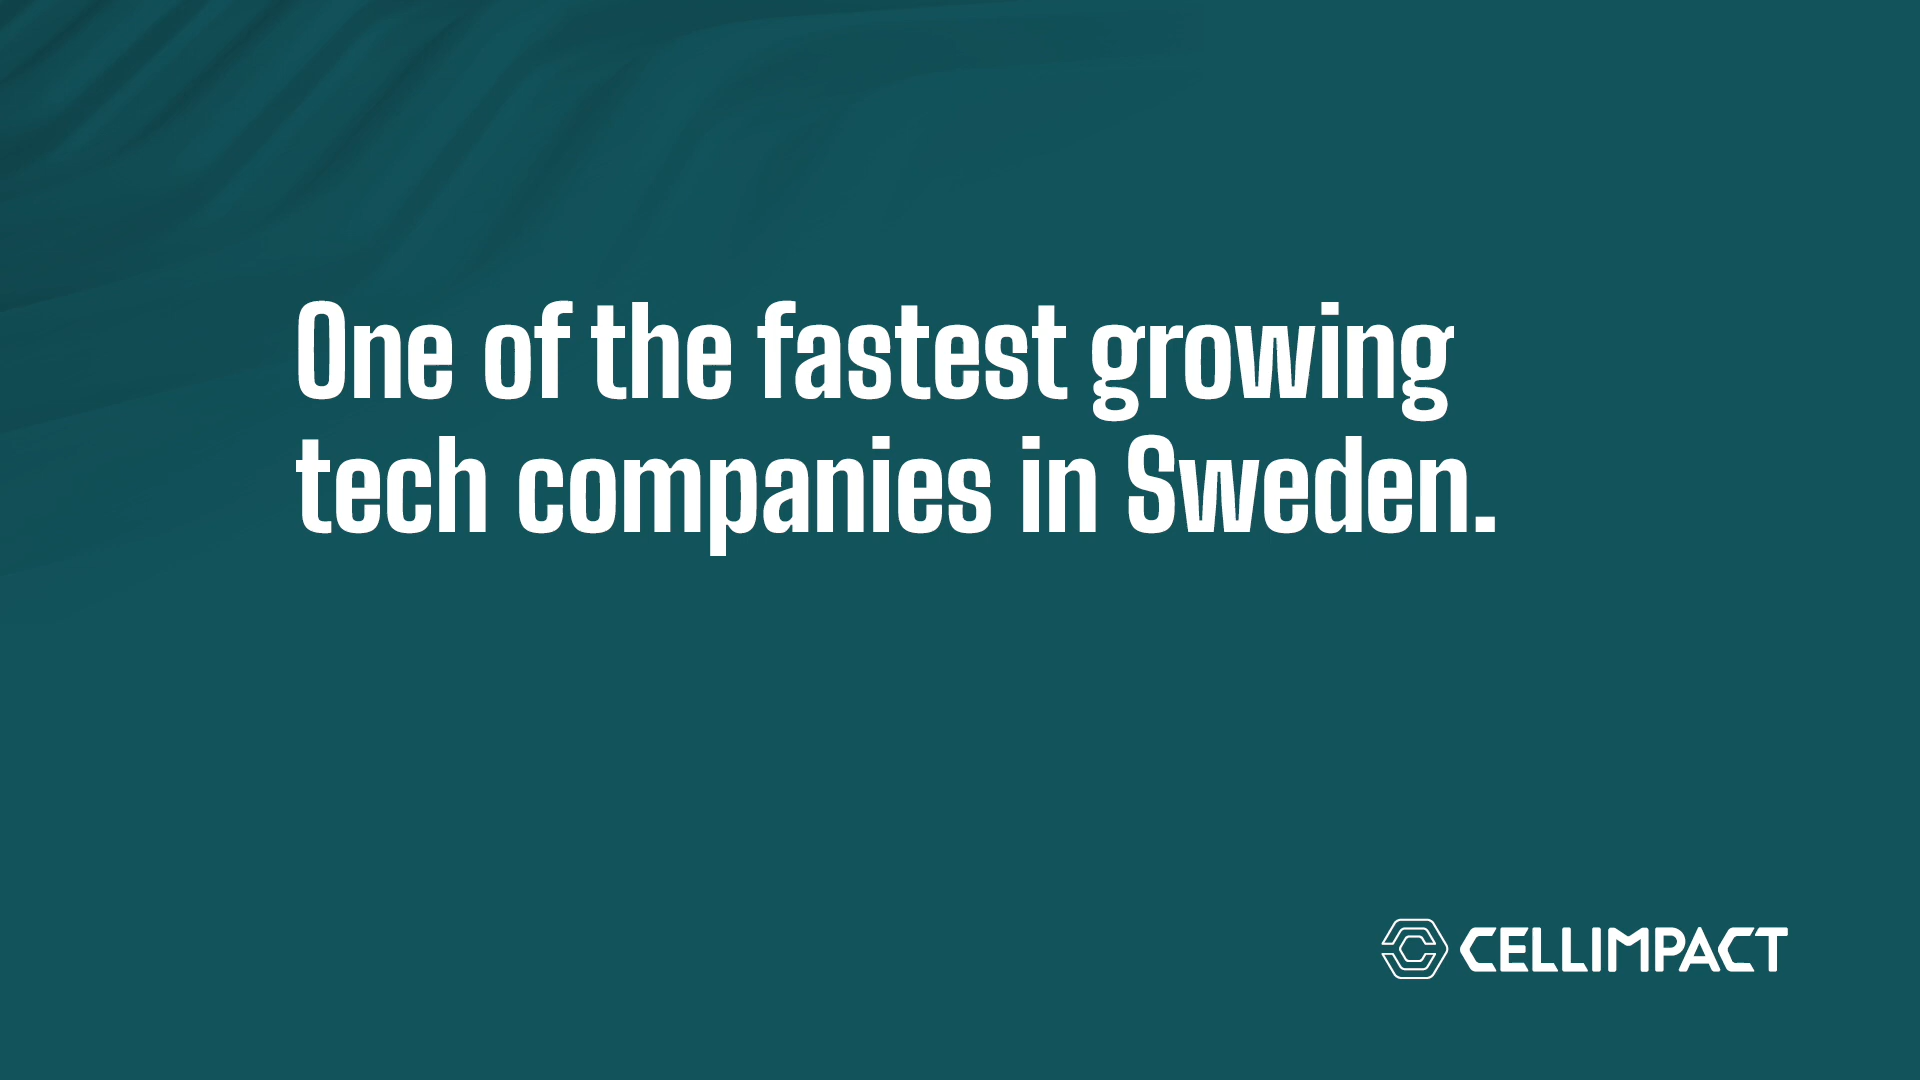 One of the fastest growing
tech companies in Sweden.
CELLIMPACT